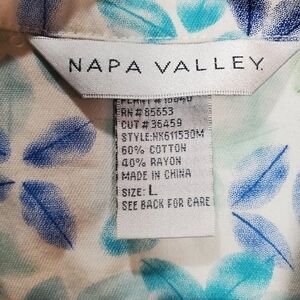 NAPA VALLEY
PLANT #
RN# 85653
CUT # 36459
STYLE:NK611530M
60% COTTON
40% RAYON
MADE IN CHINA
SIZE: L
SEE BACK FOR CARE